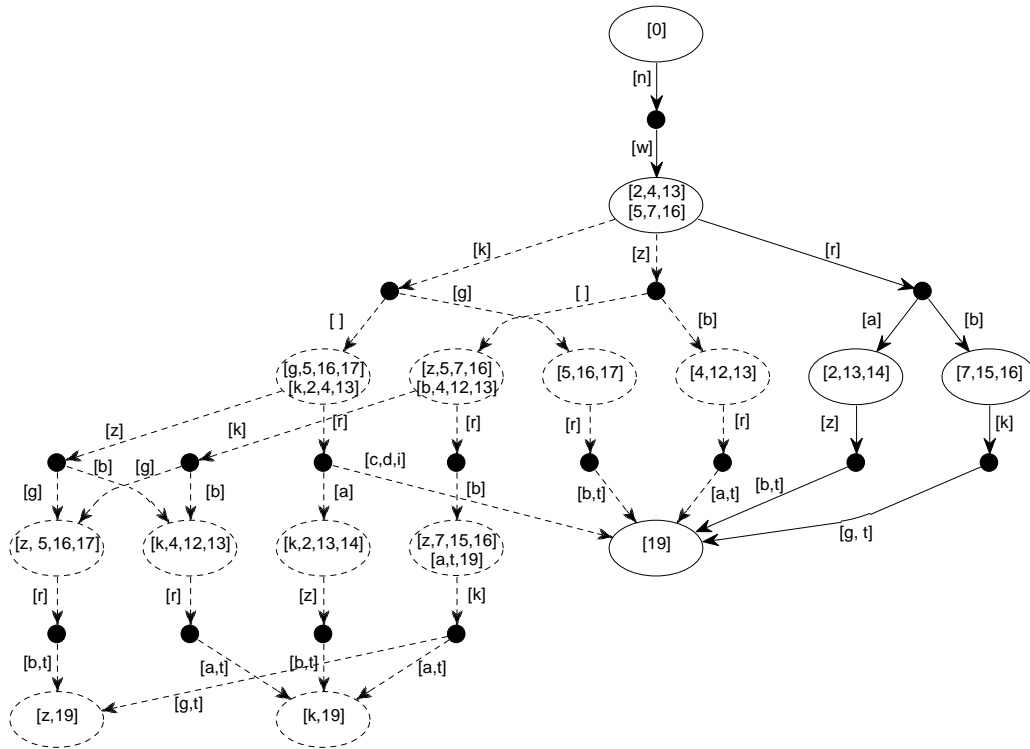 [0]
[n]
[w]
[2,4,13]
[5,7,16]
[k]
[z]
[r]
[ ]
[g]
[ ]
[b]
[a]
[b]
[g,5,16,17]
[k,2,4,13]
[z,5,7,16]
[b,4,12,13]
[5,16,17]
[4,12,13]
[2,13,14]
[7,15,16]
[z]
[k]
[r]
[r]
[r]
[r]
[z]
[k]
[g]
[b]
[g]
[b]
[c,d,i]
[a]
[b]
[b,t]
[a,t]
[b,t]
[g, t]
[z, 5,16,17]
[k,4,12,13]
[k,2,13,14]
[z,7,15,16]
[a,t,19]
[19]
[r]
[r]
[z]
[k]
[b,t]
[a,t]
[b,t]
[a,t]
[g,t]
[z,19]
[k,19]